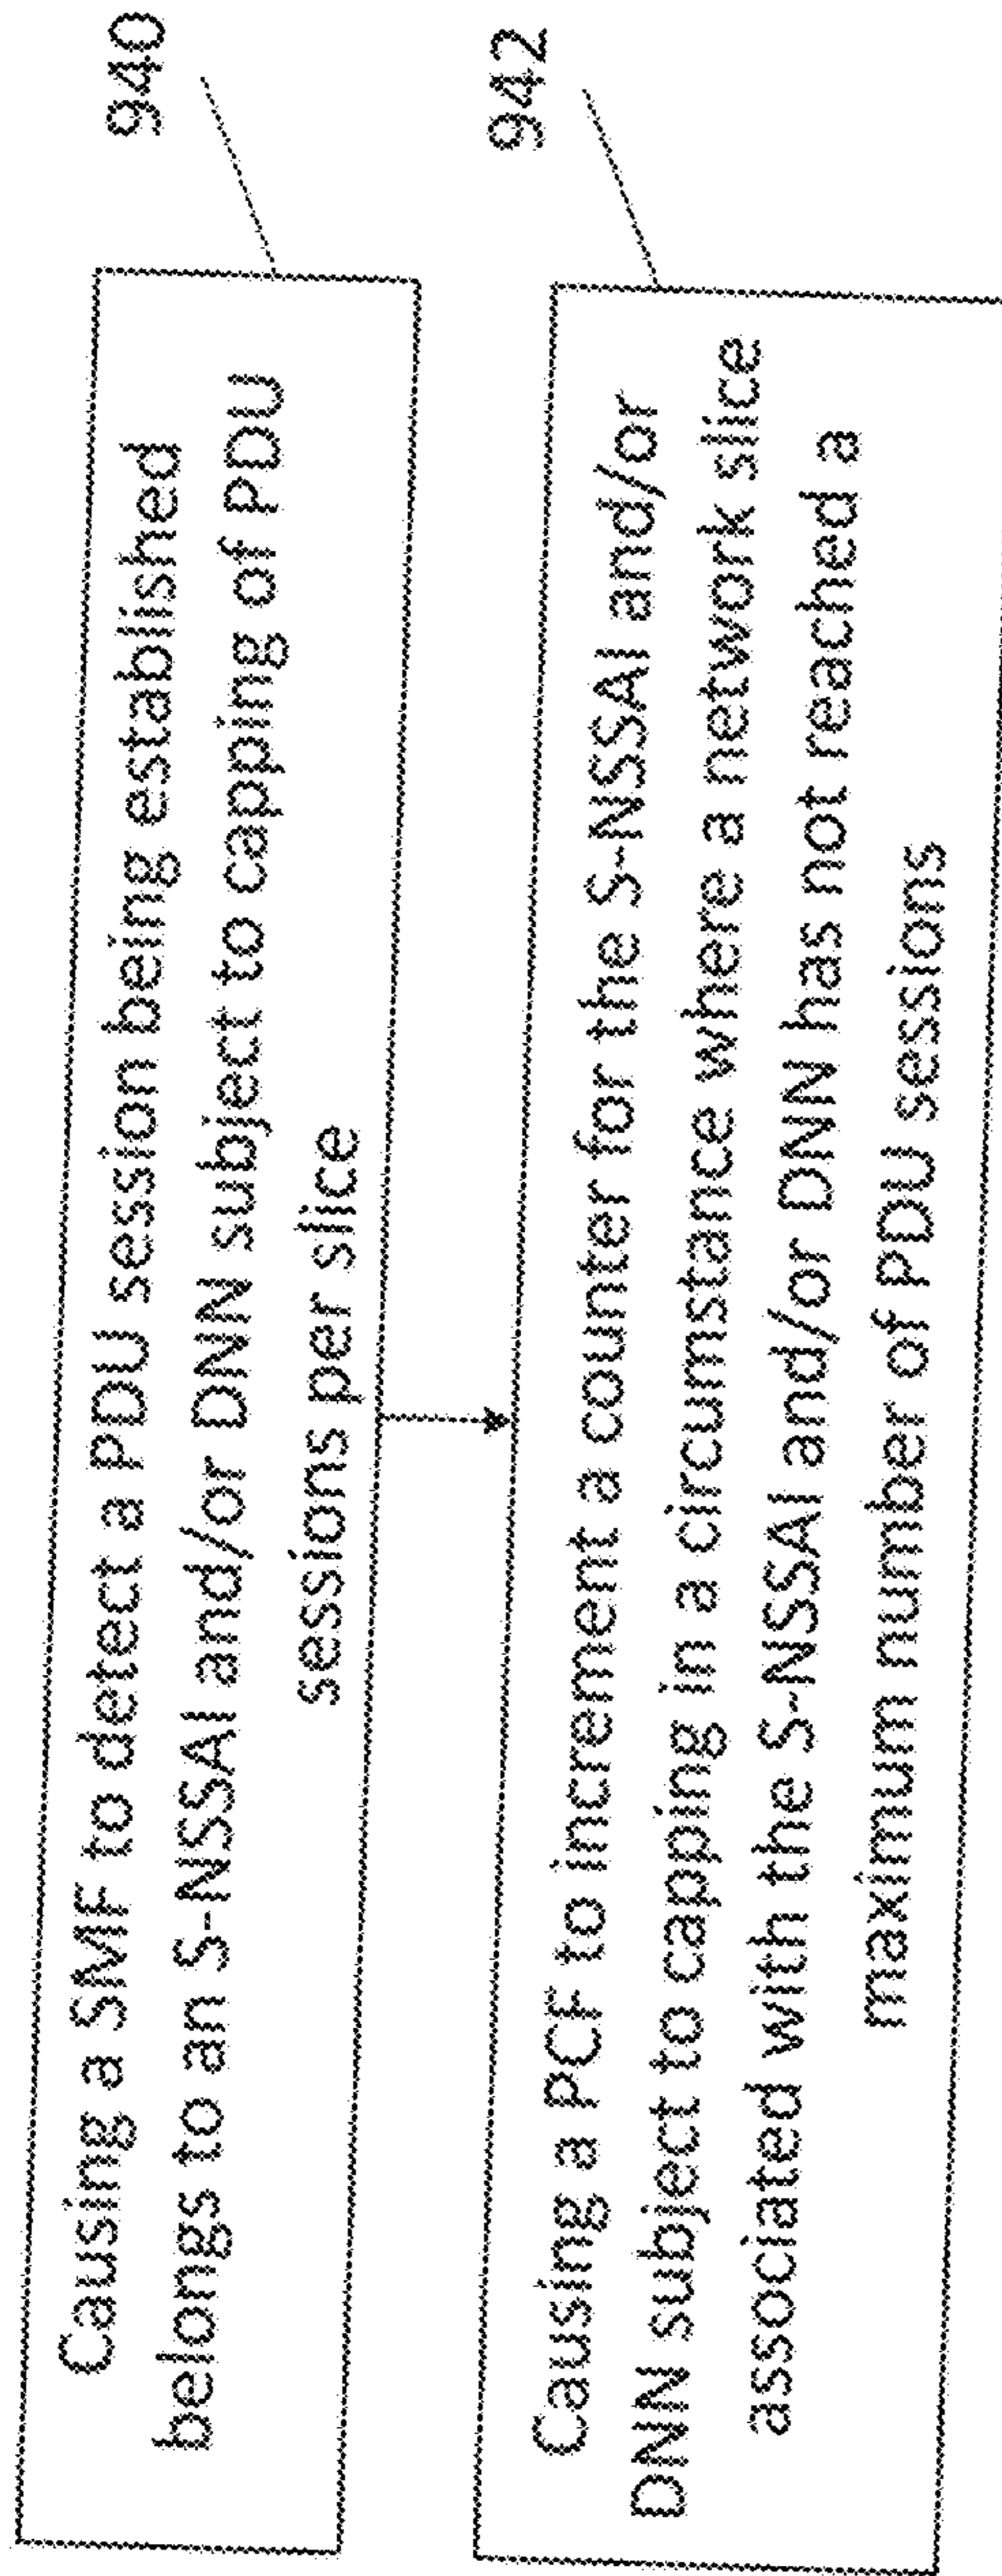 940
Causing a SMF to detect a PDU session being established
belongs to an S-NSSAI and/or DNN subject to capping of PDU
sessions per slice
942
Causing a PCF to increment a counter for the S-NSSAI and/or
DNN subject to capping in a circumstance where a network slice
associated with the S-NSSAI and/or DNN has not reached a
maximum number of PDU sessions